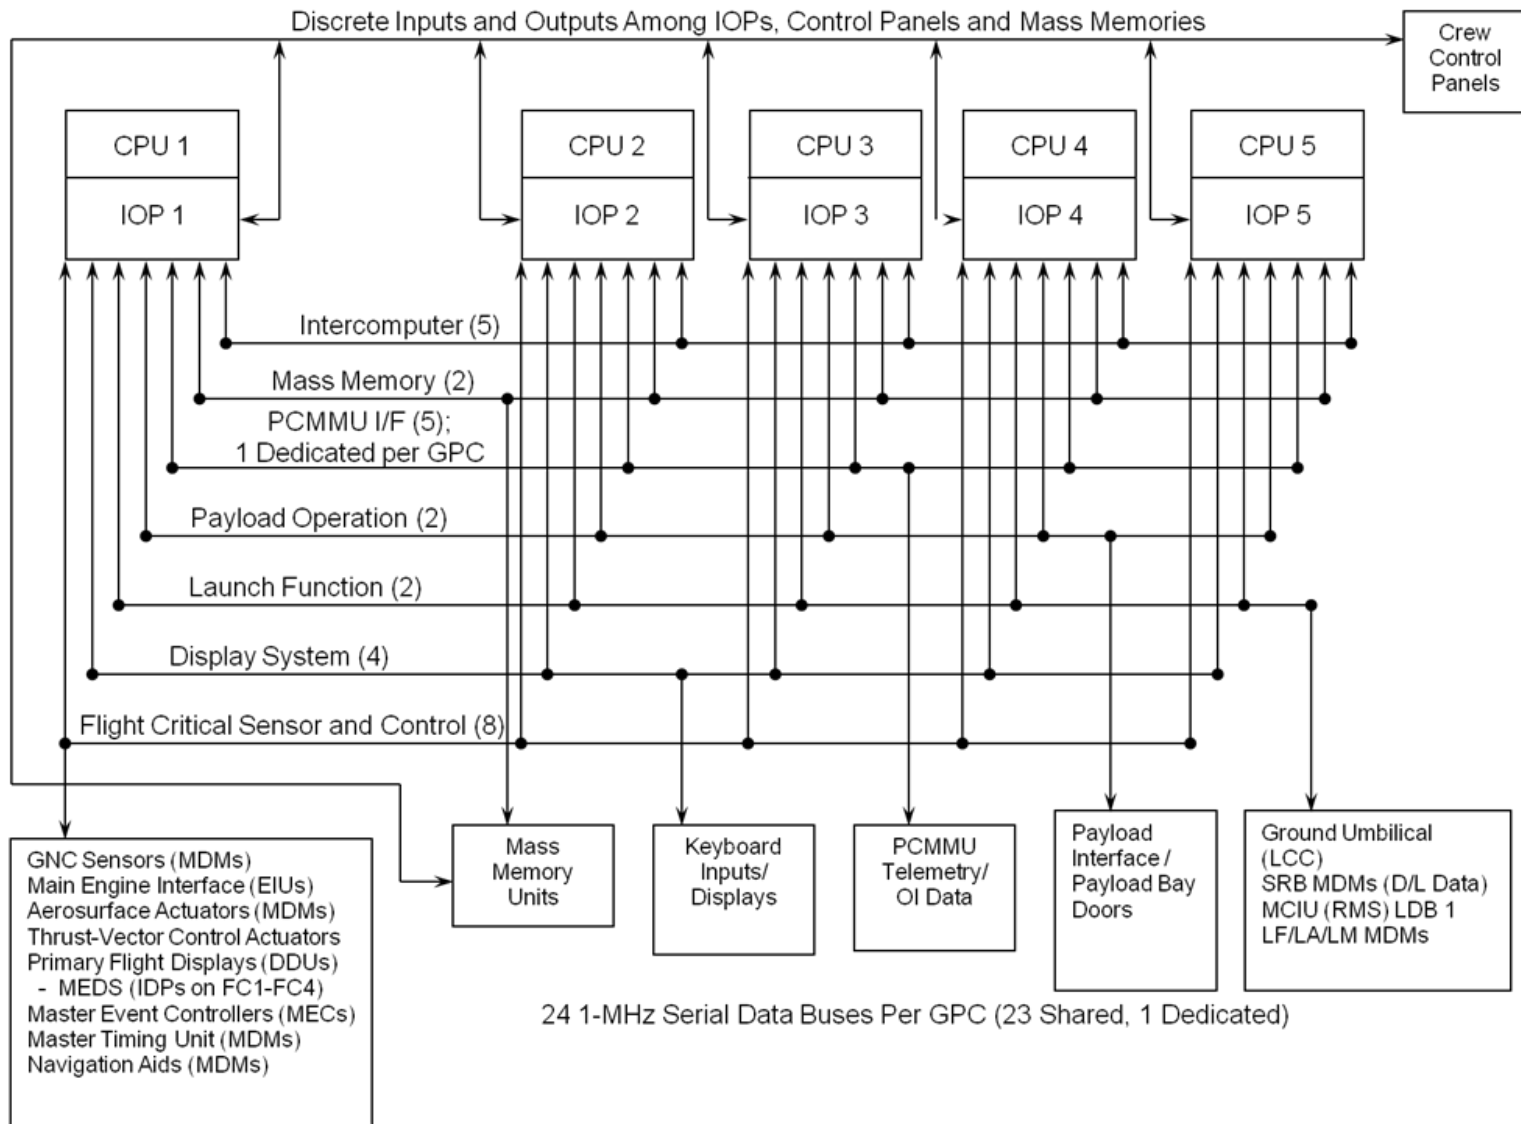 Discrete Inputs and Outputs Among IOPs, Control Panels and Mass Memories
Crew
Control
Panels
CPU 1
CPU 2
CPU 3
CPU 4
CPU 5
IOP 1
IOP 2
IOP 3
IOP 4
IOP 5
Intercomputer (5)
Mass Memory (2)
PCMMU I/F (5);
1 Dedicated per GPC
Payload Operation (2)
Launch Function (2)
Display System (4)
Flight Critical Sensor and Control (8)
GNC Sensors (MDMs)
Main Engine Interface (EIUs)
Aerosurface Actuators (MDMs)
Thrust-Vector Control Actuators
Primary Flight Displays (DDUs)
- MEDS (IDPs on FC1-FC4)
Master Event Controllers (MECs)
Master Timing Unit (MDMs)
Navigation Aids (MDMs)
Mass
Memory
Units
Keyboard
Inputs/
Displays
PCMMU
Telemetry/
OI Data
Payload
Interface /
Payload Bay
Doors
Ground Umbilical
(LCC)
SRB MDMs (D/L Data)
MCIU (RMS) LDB 1
LF/LA/LM MDMs
24 1-MHz Serial Data Buses Per GPC (23 Shared, 1 Dedicated)